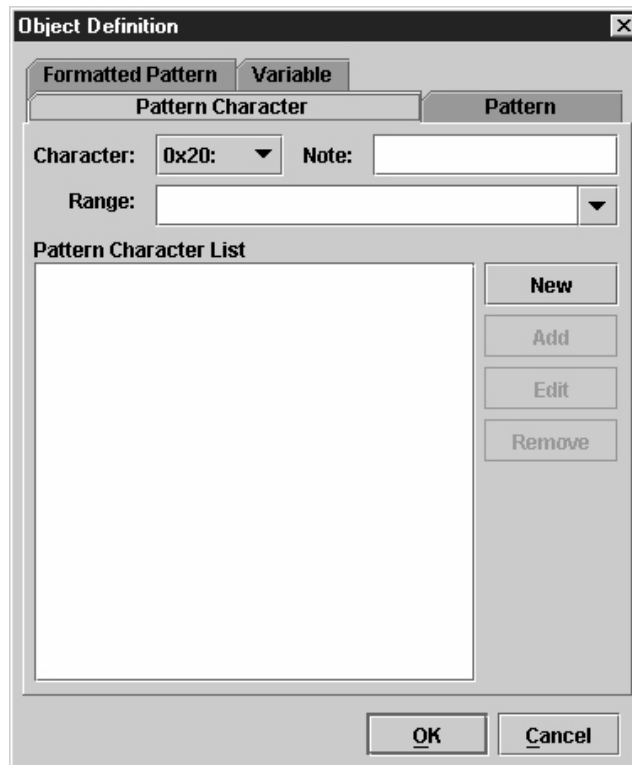 Object Definition
Formatted Pattern Variable
Pattern Character Pattern
Character: 0x20: Note:
Range:
Pattern Character List
New
Add
Edit
Remove
OK Cancel